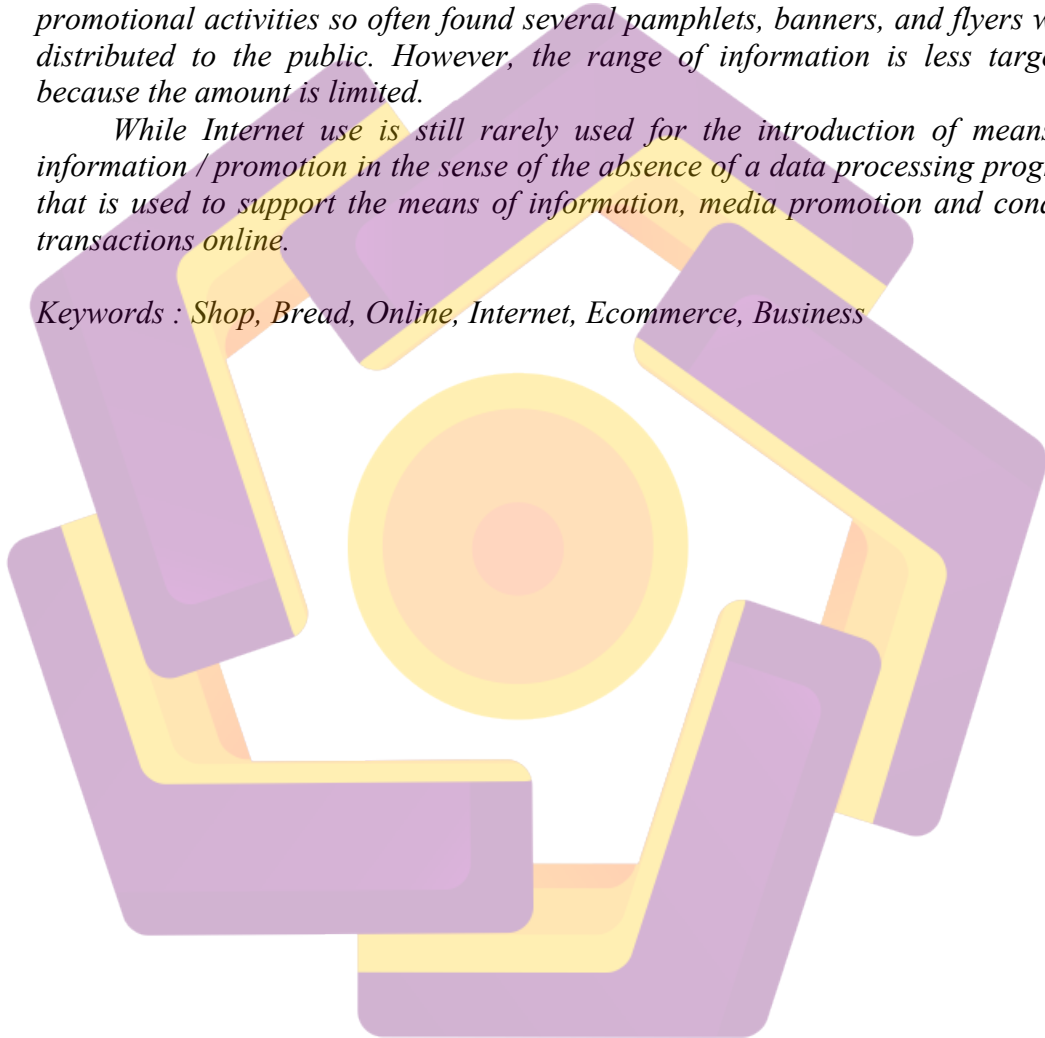 promotional activities so often found several pamphlets, banners, and flyers
distributed to the public. However, the range of information is less
because the amount is limited.
While Internet use is still rarely used for the introduction of means
information / promotion in the sense of the absence of a data processing
that is used to support the means of information, media promotion and
transactions online.
Keywords : Shop, Bread, Online, Internet, Ecommerce, Business